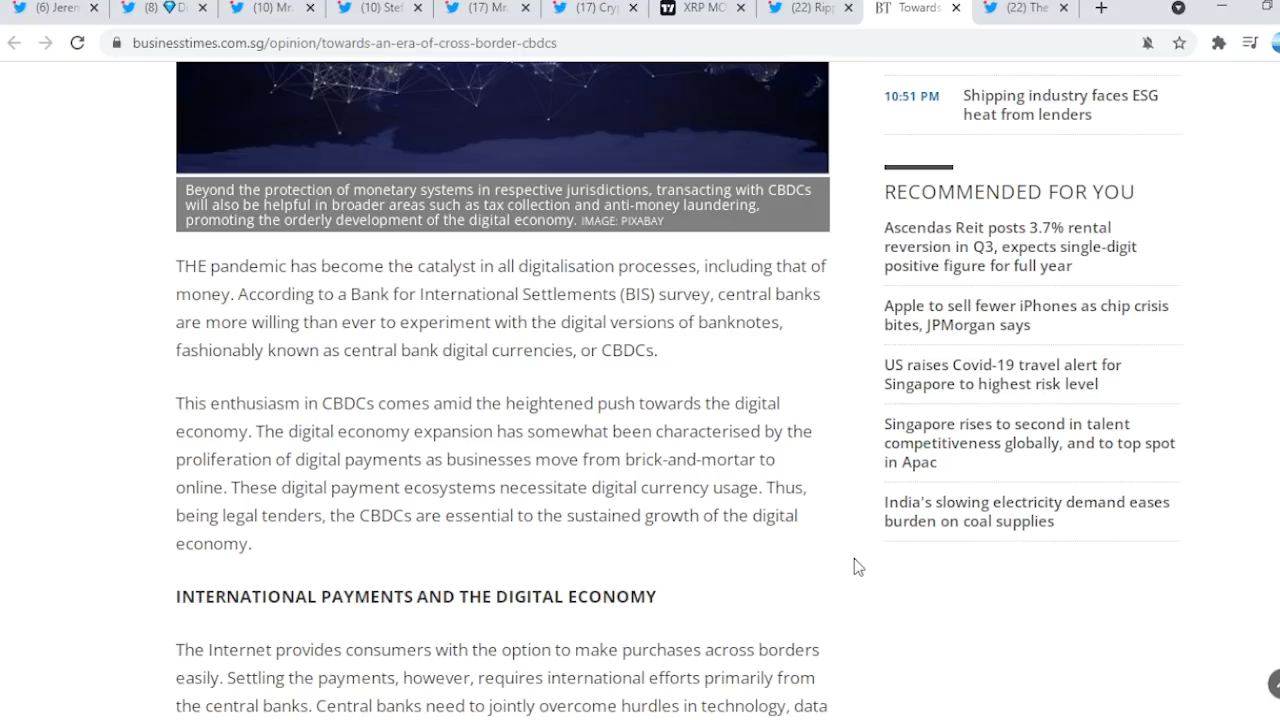 (6) Jeren
(8) 💎 D
(10) Mr.
(10) Stef
(17) Mr.
(17) Cry
XRP MO
(22) Ripp
BT Towards
(22) The
businesstimes.com.sg/opinion/towards-an-era-of-cross-border-cbdcs
Beyond the protection of monetary systems in respective jurisdictions, transacting with CBDCs
will also be helpful in broader areas such as tax collection and anti-money laundering,
promoting the orderly development of the digital economy. IMAGE: PIXABAY
THE pandemic has become the catalyst in all digitalisation processes, including that of
money. According to a Bank for International Settlements (BIS) survey, central banks
are more willing than ever to experiment with the digital versions of banknotes,
fashionably known as central bank digital currencies, or CBDCs.
This enthusiasm in CBDCs comes amid the heightened push towards the digital
economy. The digital economy expansion has somewhat been characterised by the
proliferation of digital payments as businesses move from brick-and-mortar to
online. These digital payment ecosystems necessitate digital currency usage. Thus,
being legal tenders, the CBDCs are essential to the sustained growth of the digital
economy.
INTERNATIONAL PAYMENTS AND THE DIGITAL ECONOMY
The Internet provides consumers with the option to make purchases across borders
easily. Settling the payments, however, requires international efforts primarily from
the central banks. Central banks need to jointly overcome hurdles in technology, data
10:51 PM Shipping industry faces ESG
heat from lenders
RECOMMENDED FOR YOU
Ascendas Reit posts 3.7% rental
reversion in Q3, expects single-digit
positive figure for full year
Apple to sell fewer iPhones as chip crisis
bites, JPMorgan says
US raises Covid-19 travel alert for
Singapore to highest risk level
Singapore rises to second in talent
competitiveness globally, and to top spot
in Apac
India's slowing electricity demand eases
burden on coal supplies